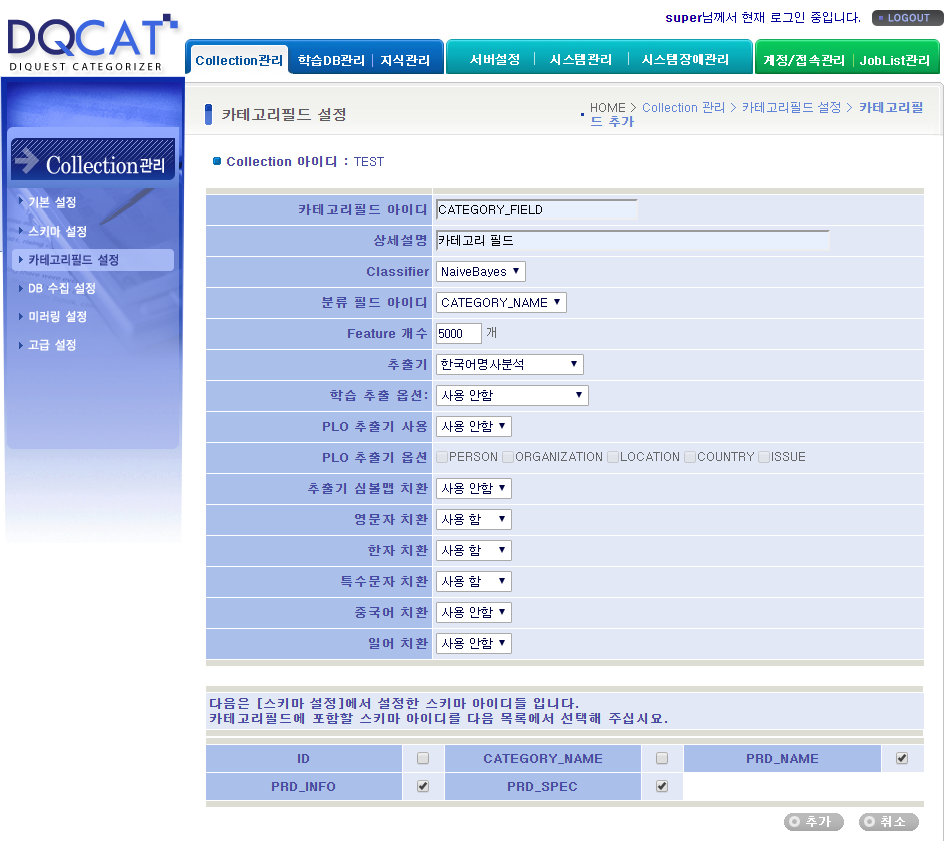 super님께서 현재 로그인 중입니다. LOGOUT
DQCAT
DIQUEST CATEGORIZER
Collection관리 학습DB관리 지식관리 서버설정 시스템관리 시스템장애관리 계정/접속관리 JobList관리
카테고리필드 설정
HOME > Collection 관리 > 카테고리필드 설정 > 카테고리필
드 추가
Collection관리
기본 설정
스키마 설정
카테고리필드 설정
DB 수집 설정
미러링 설정
고급 설정
Collection 아이디 : TEST
카테고리필드 아이디 CATEGORY_FIELD
상세설명 카테고리 필드
Classifier NaiveBayes
분류 필드 아이디 CATEGORY_NAME
Feature 개수 5000 개
추출기 한국어명사분석
학습 추출 옵션: 사용 안함
PLO 추출기 사용 사용 안함
PLO 추출기 옵션 PERSON ORGANIZATION LOCATION COUNTRY ISSUE
추출기 심볼맵 치환 사용 안함
영문자 치환 사용 함
한자 치환 사용 함
특수문자 치환 사용 함
중국어 치환 사용 안함
일어 치환 사용 안함
다음은 [스키마 설정]에서 설정한 스키마 아이디들 입니다.
카테고리필드에 포함할 스키마 아이디를 다음 목록에서 선택해 주십시요.
ID CATEGORY_NAME PRD_NAME
PRD_INFO PRD_SPEC
추가 취소